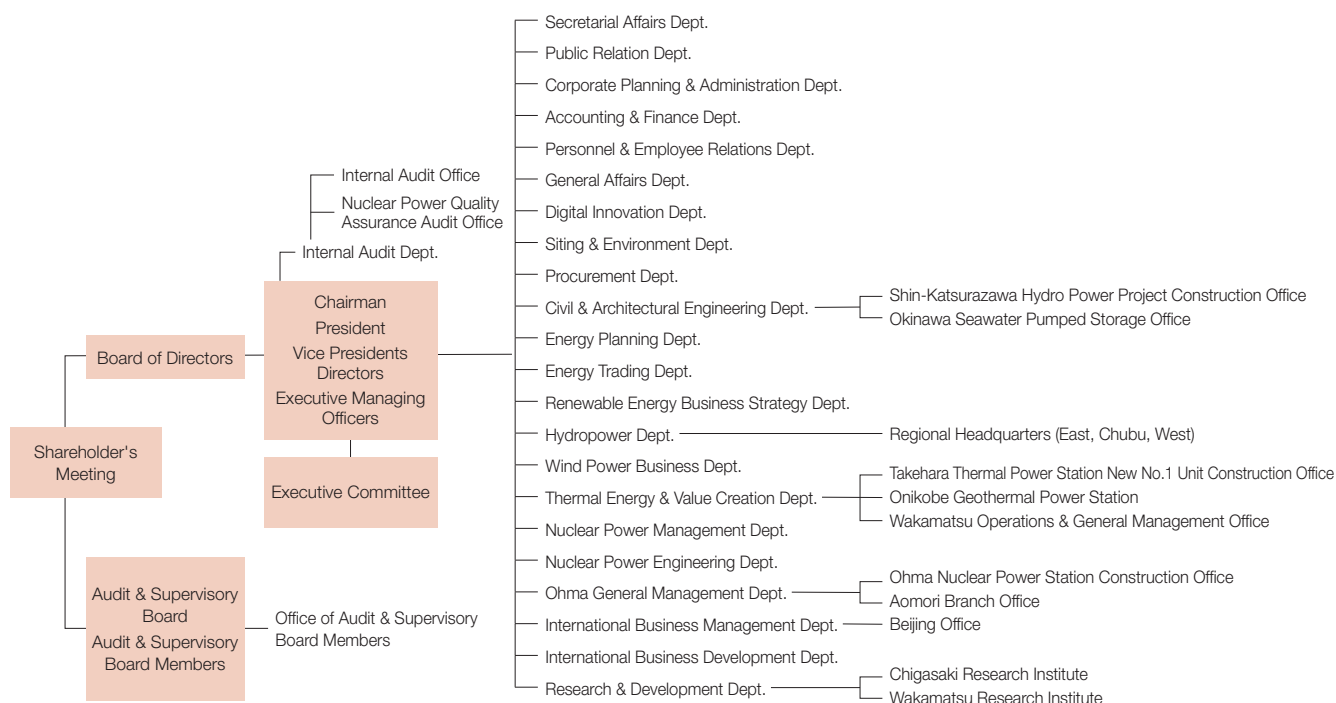 Shareholder's
Meeting
Board of Directors
Audit & Supervisory
Board
Audit & Supervisory
Board Members
Office of Audit & Supervisory
Board Members
Internal Audit Office
Nuclear Power Quality
Assurance Audit Office
Internal Audit Dept.
Chairman
President
Vice Presidents
Directors
Executive Managing
Officers
Executive Committee
Secretarial Affairs Dept.
Public Relation Dept.
Corporate Planning & Administration Dept.
Accounting & Finance Dept.
Personnel & Employee Relations Dept.
General Affairs Dept.
Digital Innovation Dept.
Siting & Environment Dept.
Procurement Dept.
Civil & Architectural Engineering Dept.
Shin-Katsurazawa Hydro Power Project Construction Office
Okinawa Seawater Pumped Storage Office
Energy Planning Dept.
Energy Trading Dept.
Renewable Energy Business Strategy Dept.
Hydropower Dept.
Regional Headquarters (East, Chubu, West)
Wind Power Business Dept.
Thermal Energy & Value Creation Dept.
Takehara Thermal Power Station New No.1 Unit Construction Office
Onikobe Geothermal Power Station
Wakamatsu Operations & General Management Office
Nuclear Power Management Dept.
Nuclear Power Engineering Dept.
Ohma General Management Dept.
Ohma Nuclear Power Station Construction Office
Aomori Branch Office
International Business Management Dept.
Beijing Office
International Business Development Dept.
Research & Development Dept.
Chigasaki Research Institute
Wakamatsu Research Institute